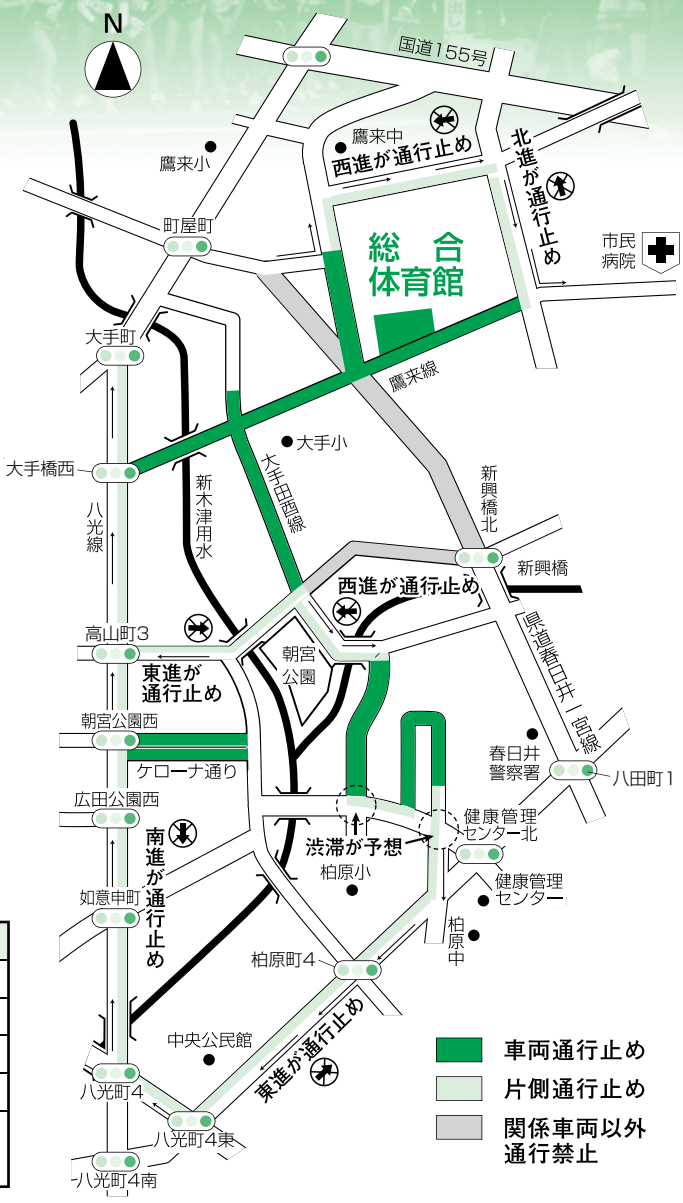 N
国道155号
鷹来小
鷹来中
西進が通行止め
北進が通行止め
町屋町
総合
体育館
市民
病院
大手町
鷹来線
大手橋西
大手小
八光線
新木津用水
大手田西線
新興橋北
新興橋
西進が通行止め
高山町3
東進が
通行止め
朝宮
公園
県道春日井一宮線
朝宮公園西
ケローナ通り
春日井
警察署
八田町1
広田公園西
南進が通行止め
渋滞が予想
健康管理
センター北
柏原小
健康管理
センター
如意申町
柏原中
柏原町4
中央公民館
東進が通行止め
八光町4
八光町4東
八光町4南
車両通行止め
片側通行止め
関係車両以外
通行禁止